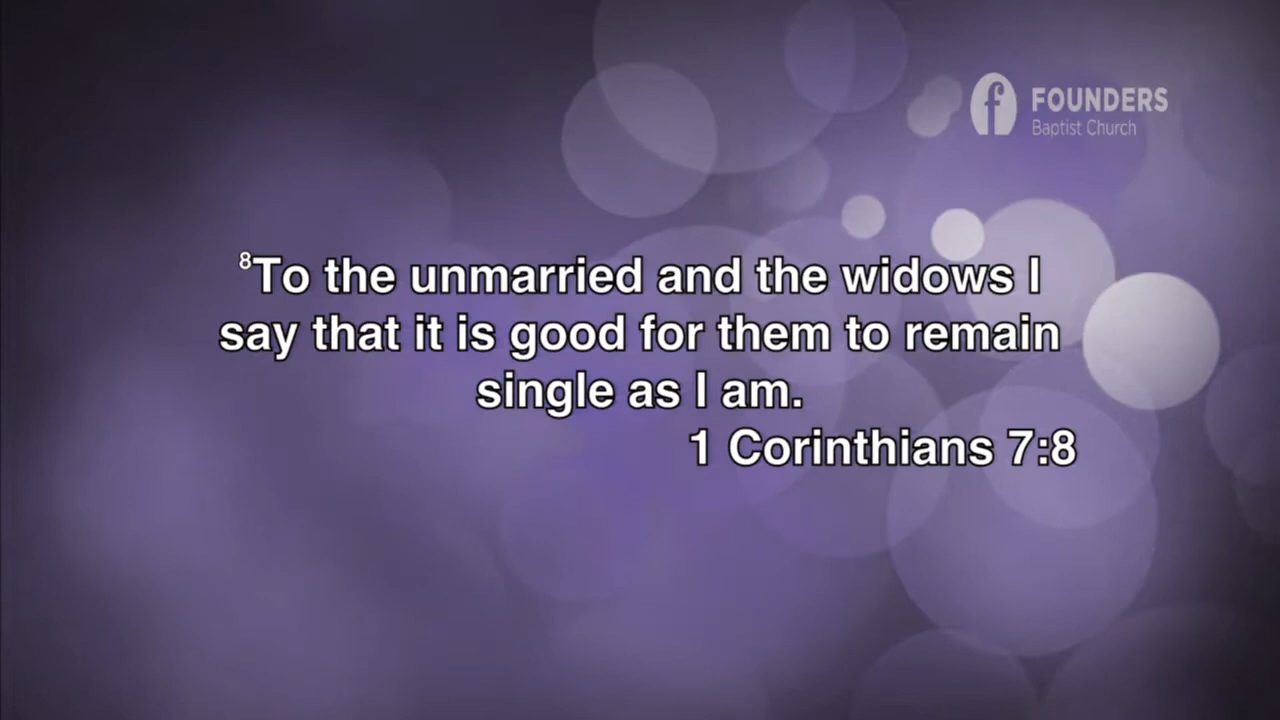 FOUNDERS
Baptist Church
⁸To the unmarried and the widows I
say that it is good for them to remain
single as I am.
1 Corinthians 7:8